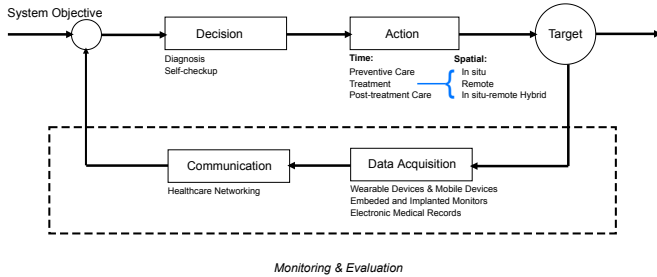 System Objective
Decision
Action
Target
Diagnosis
Self-checkup
Time:
Preventive Care
Treatment
Post-treatment Care
Spatial:
In situ
Remote
In situ-remote Hybrid
Communication
Data Acquisition
Healthcare Networking
Wearable Devices & Mobile Devices
Embeded and Implanted Monitors
Electronic Medical Records
Monitoring & Evaluation